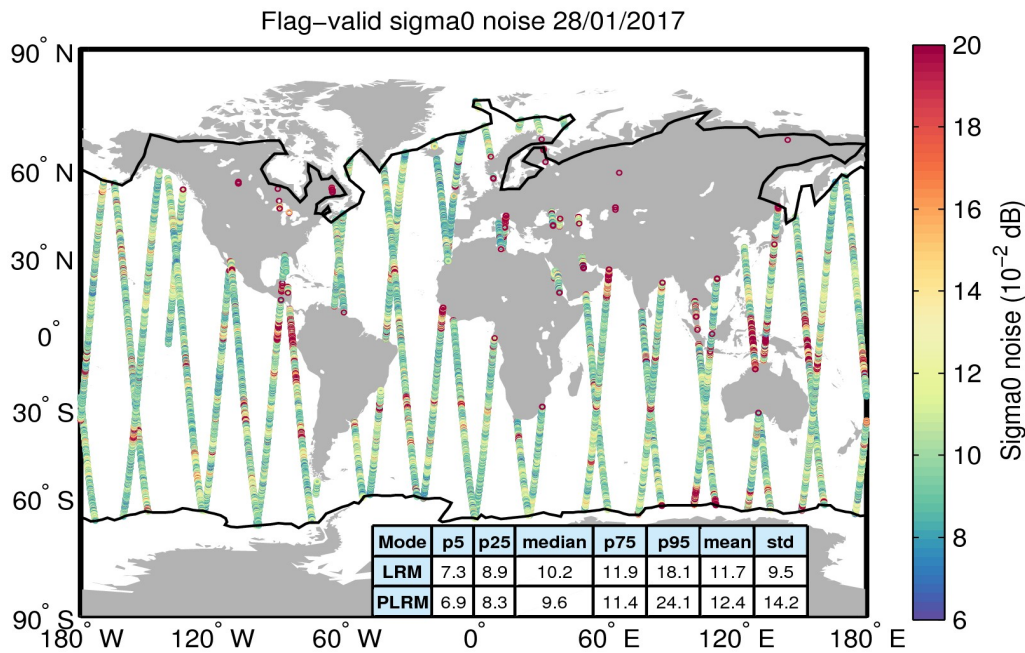 Flag−valid sigma0 noise 28/01/2017
90° N
60° N
30° N
0°
30° S
60° S
90° S
180° W
120° W
60° W
0°
60° E
120° E
180° E
Mode p5 p25 median p75 p95 mean std
LRM 7.3 8.9 10.2 11.9 18.1 11.7 9.5
PLRM 6.9 8.3 9.6 11.4 24.1 12.4 14.2
20
18
16
14
12
10
8
6
Sigma0 noise (10⁻² dB)